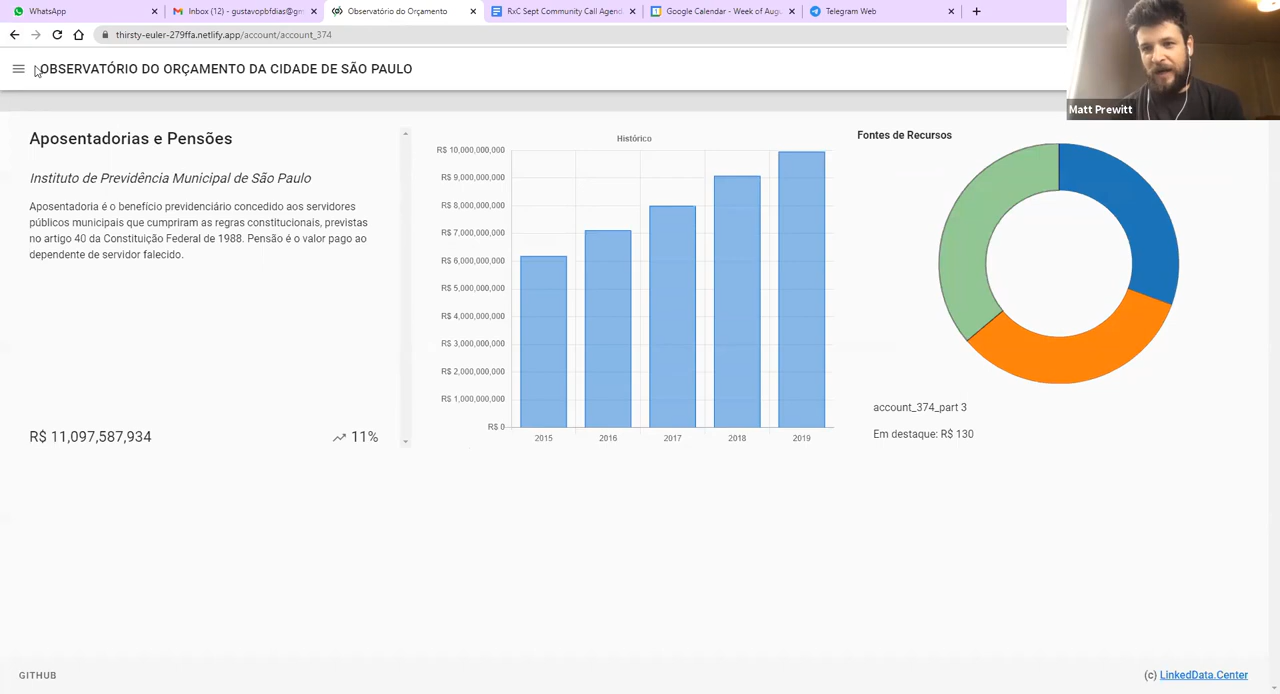 WhatsApp
Inbox (12) - gustavopbfdias@gm
Observatório do Orçamento
RxC Sept Community Call Agend
Google Calendar - Week of Aug
Telegram Web
thirsty-euler-279ffa.netlify.app/account/account_374
OBSERVATÓRIO DO ORÇAMENTO DA CIDADE DE SÃO PAULO
Matt Prewitt
Aposentadorias e Pensões
Instituto de Previdência Municipal de São Paulo
Aposentadoria é o benefício previdenciário concedido aos servidores
públicos municipais que cumpriram as regras constitucionais, previstas
no artigo 40 da Constituição Federal de 1988. Pensão é o valor pago ao
dependente de servidor falecido.
R$ 11,097,587,934
11%
Histórico
R$ 10,000,000,000
R$ 9,000,000,000
R$ 8,000,000,000
R$ 7,000,000,000
R$ 6,000,000,000
R$ 5,000,000,000
R$ 4,000,000,000
R$ 3,000,000,000
R$ 2,000,000,000
R$ 1,000,000,000
R$ 0
2015 2016 2017 2018 2019
Fontes de Recursos
account_374_part 3
Em destaque: R$ 130
GITHUB
(c) LinkedData.Center